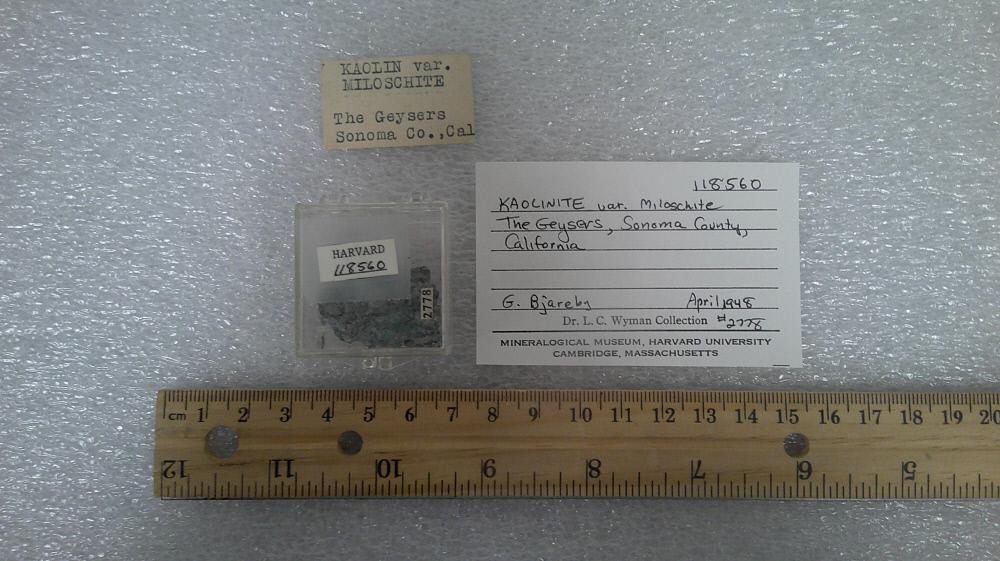 KAOLIN var.
MILOSCHITE
The Geysers
Sonoma Co.,Cal
HARVARD
118560
2778
118560
KAOLINITE var. Miloschite
The Geysers, Sonoma County,
California
G. Bjareby April 1948
Dr. L. C. Wyman Collection #2778
MINERALOGICAL MUSEUM, HARVARD UNIVERSITY
CAMBRIDGE, MASSACHUSETTS
cm 1 2 3 4 5 6 7 8 9 10 11 12 13 14 15 16 17 18 19 20
12 11 10 9 8 7 6 5